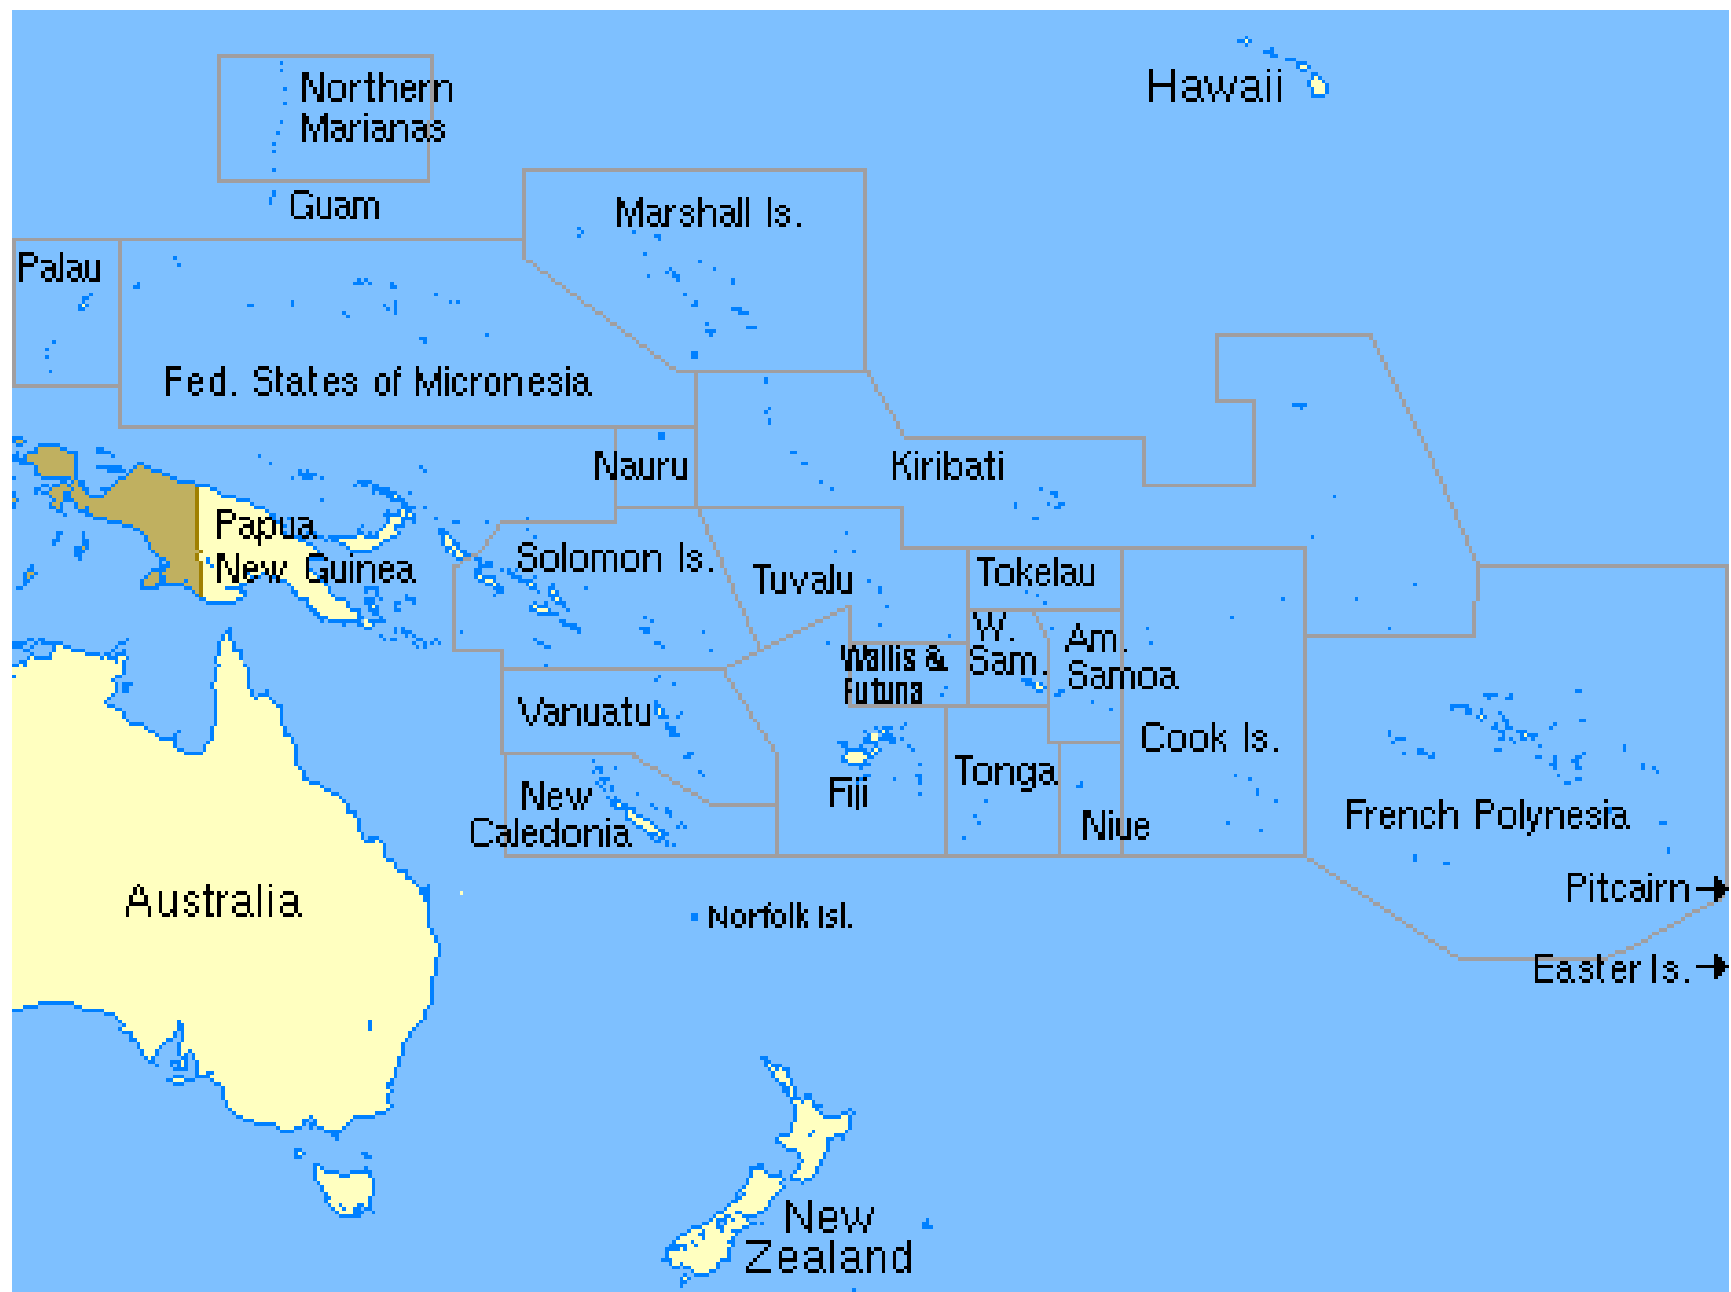 Hawaii
Northern
Marianas
Guam
Marshall Is.
Palau
Fed. States of Micronesia
Nauru
Kiribati
Papua
New Guinea
Solomon Is.
Tuvalu
Tokelau
W.
Sam.
Am.
Samoa
Wallis &
Futuna
Vanuatu
Cook Is.
Tonga
Fiji
New
Caledonia
Niue
French Polynesia
Pitcairn
Australia
Norfolk Isl.
Easter Is.
New
Zealand